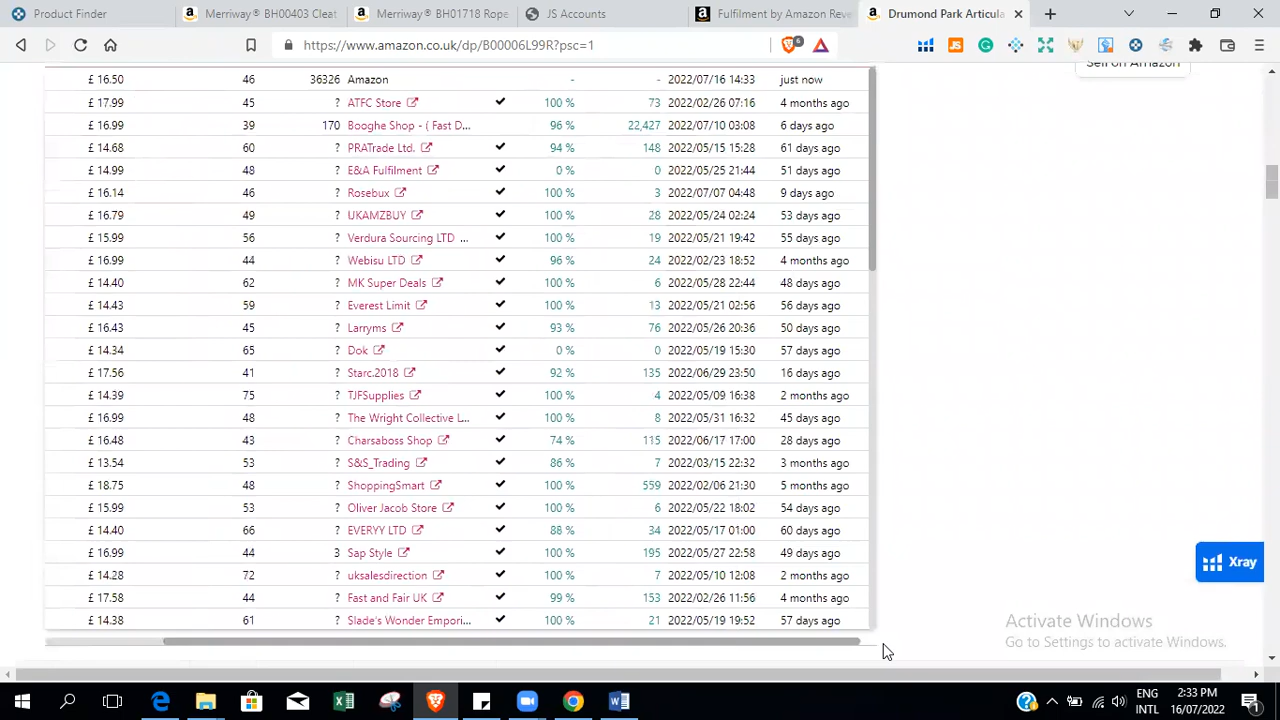 Product Finder
Merriway® BH00403 Cleat
Merriway® BH01718 Rope
JS Accounts
Fulfilment by Amazon Reve
Drumond Park Articula
https://www.amazon.co.uk/dp/B00006L99R?psc=1
6
Sell on Amazon
£ 16.50 46 36326 Amazon - - 2022/07/16 14:33 just now
£ 17.99 45 ? ATFC Store 100 % 73 2022/02/26 07:16 4 months ago
£ 16.99 39 170 Booghe Shop - ( Fast D... 96 % 22,427 2022/07/10 03:08 6 days ago
£ 14.68 60 ? PRATrade Ltd. 94 % 148 2022/05/15 15:28 61 days ago
£ 14.99 48 ? E&A Fulfilment 0 % 0 2022/05/25 21:44 51 days ago
£ 16.14 46 ? Rosebux 100 % 3 2022/07/07 04:48 9 days ago
£ 16.79 49 ? UKAMZBUY 100 % 28 2022/05/24 02:24 53 days ago
£ 15.99 56 ? Verdura Sourcing LTD ... 100 % 19 2022/05/21 19:42 55 days ago
£ 16.99 44 ? Webisu LTD 96 % 24 2022/02/23 18:52 4 months ago
£ 14.40 62 ? MK Super Deals 100 % 6 2022/05/28 22:44 48 days ago
£ 14.43 59 ? Everest Limit 100 % 13 2022/05/21 02:56 56 days ago
£ 16.43 45 ? Larryms 93 % 76 2022/05/26 20:36 50 days ago
£ 14.34 65 ? Dok 0 % 0 2022/05/19 15:30 57 days ago
£ 17.56 41 ? Starc.2018 92 % 135 2022/06/29 23:50 16 days ago
£ 14.39 75 ? TJFSupplies 100 % 4 2022/05/09 16:38 2 months ago
£ 16.99 48 ? The Wright Collective L... 100 % 8 2022/05/31 16:32 45 days ago
£ 16.48 43 ? Charsaboss Shop 74 % 115 2022/06/17 17:00 28 days ago
£ 13.54 53 ? S&S_Trading 86 % 7 2022/03/15 22:32 3 months ago
£ 18.75 48 ? ShoppingSmart 100 % 559 2022/02/06 21:30 5 months ago
£ 15.99 53 ? Oliver Jacob Store 100 % 6 2022/05/22 18:02 54 days ago
£ 14.40 66 ? EVERYY LTD 88 % 34 2022/05/17 01:00 60 days ago
£ 16.99 44 3 Sap Style 100 % 195 2022/05/27 22:58 49 days ago
£ 14.28 72 ? uksalesdirection 100 % 7 2022/05/10 12:08 2 months ago
£ 17.58 44 ? Fast and Fair UK 99 % 153 2022/02/26 11:56 4 months ago
£ 14.38 61 ? Slade's Wonder Empori... 100 % 21 2022/05/19 19:52 57 days ago
Xray
Activate Windows
Go to Settings to activate Windows.
ENG
INTL
2:33 PM
16/07/2022
1